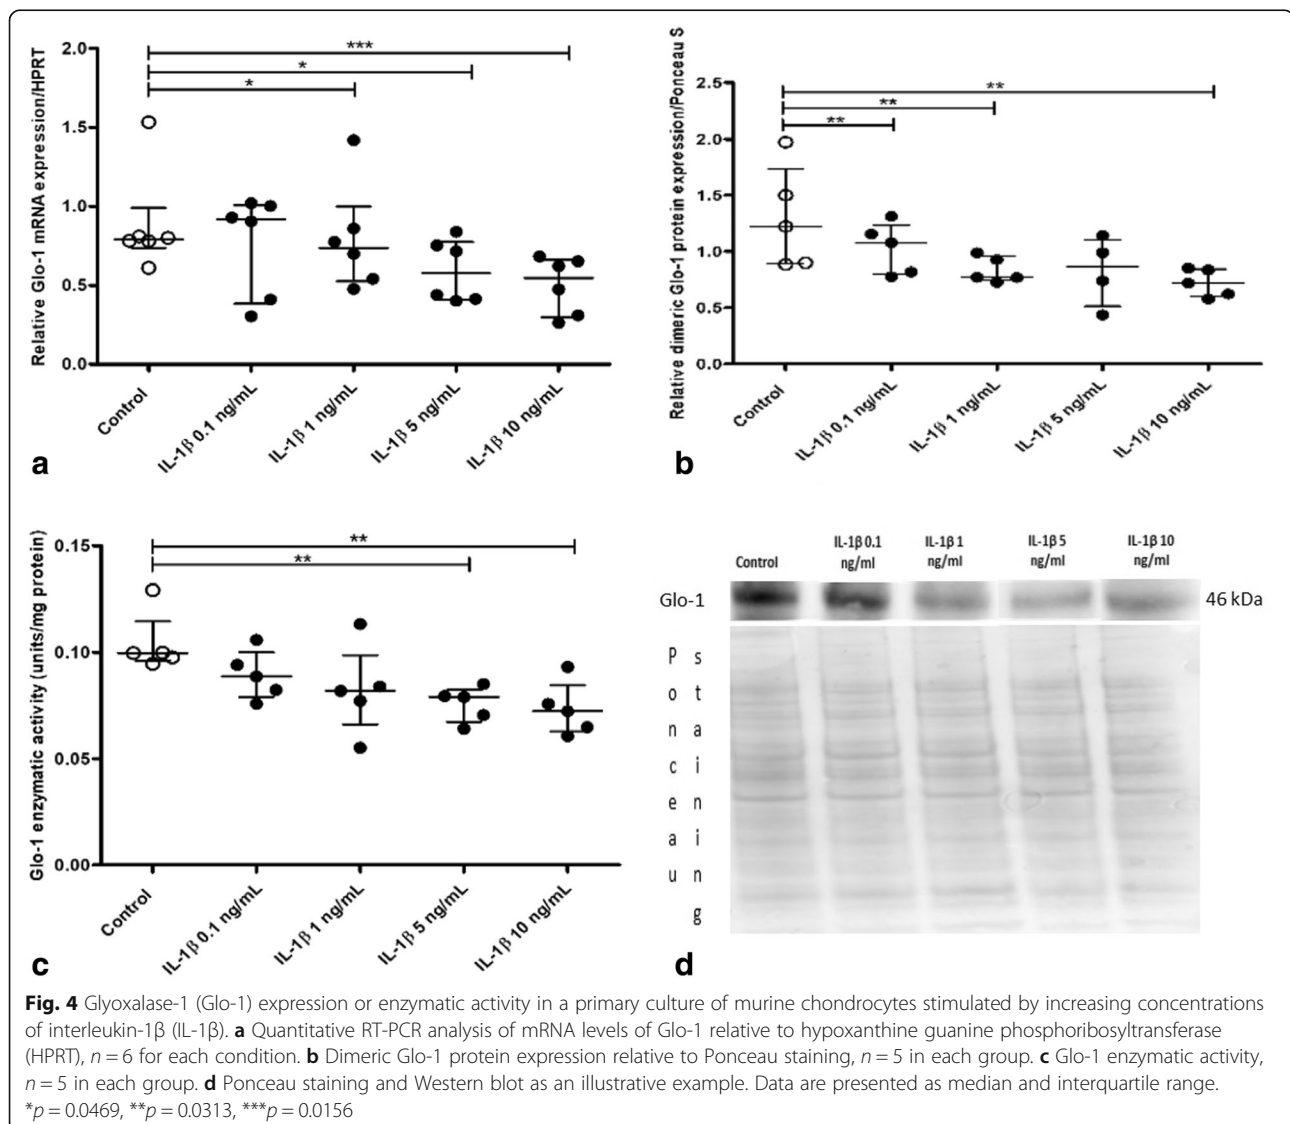 Relative Glo-1 mRNA expression/HPRT
2.0
1.5
1.0
0.5
0.0
***
*
*
Control
IL-1β 0.1 ng/mL
IL-1β 1 ng/mL
IL-1β 5 ng/mL
IL-1β 10 ng/mL
a
Relative dimeric Glo-1 protein expression/Ponceau S
2.5
2.0
1.5
1.0
0.5
0.0
**
**
**
Control
IL-1β 0.1 ng/mL
IL-1β 1 ng/mL
IL-1β 5 ng/mL
IL-1β 10 ng/mL
b
Glo-1 enzymatic activity (units/mg protein)
0.15
0.10
0.05
0.00
**
**
Control
IL-1β 0.1 ng/mL
IL-1β 1 ng/mL
IL-1β 5 ng/mL
IL-1β 10 ng/mL
c
Control
IL-1β 0.1
ng/ml
IL-1β 1
ng/ml
IL-1β 5
ng/ml
IL-1β 10
ng/ml
Glo-1
46 kDa
Ponceau
staining
d
Fig. 4 Glyoxalase-1 (Glo-1) expression or enzymatic activity in a primary culture of murine chondrocytes stimulated by increasing concentrations
of interleukin-1β (IL-1β). a Quantitative RT-PCR analysis of mRNA levels of Glo-1 relative to hypoxanthine guanine phosphoribosyltransferase
(HPRT), n = 6 for each condition. b Dimeric Glo-1 protein expression relative to Ponceau staining, n = 5 in each group. c Glo-1 enzymatic activity,
n = 5 in each group. d Ponceau staining and Western blot as an illustrative example. Data are presented as median and interquartile range.
*p = 0.0469, **p = 0.0313, ***p = 0.0156